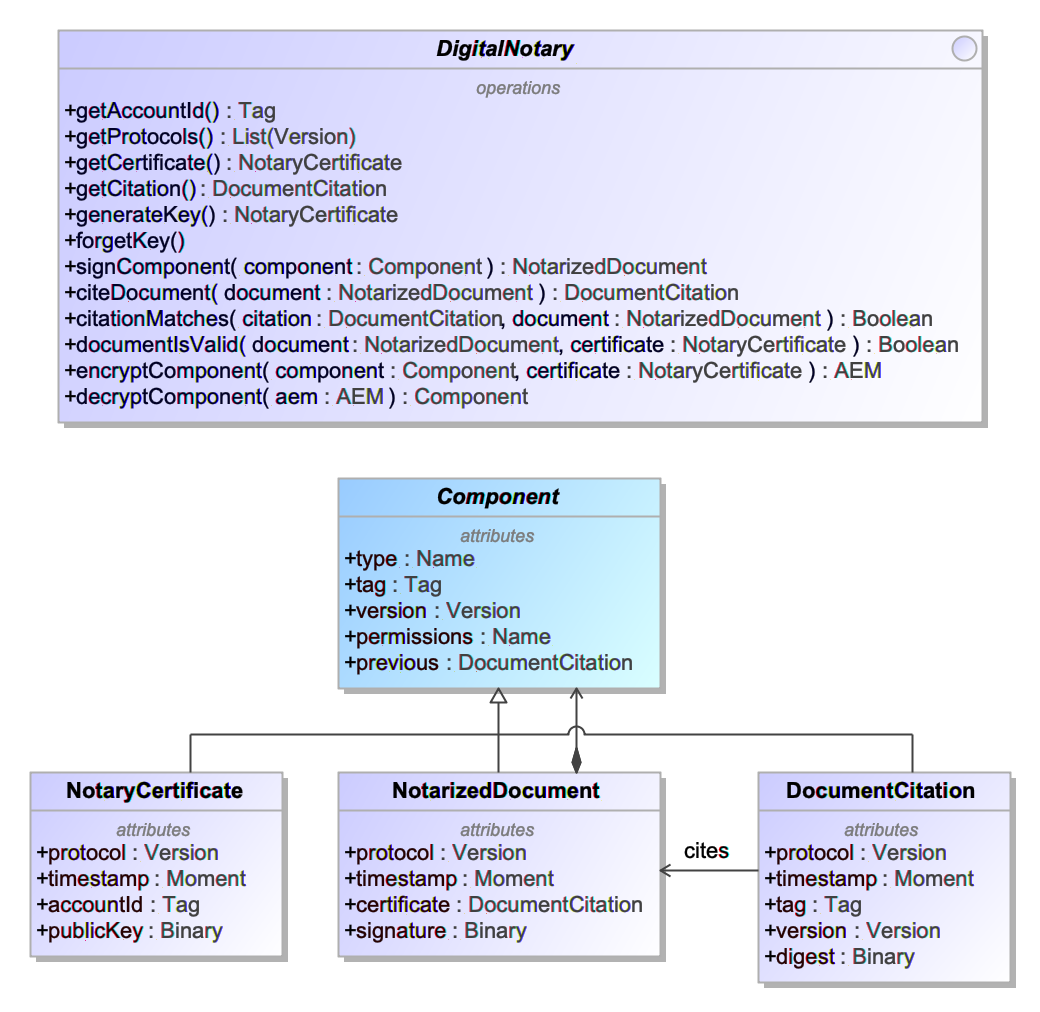 DigitalNotary
operations
+getAccountId() : Tag
+getProtocols() : List(Version)
+getCertificate() : NotaryCertificate
+getCitation() : DocumentCitation
+generateKey() : NotaryCertificate
+forgetKey()
+signComponent( component : Component ) : NotarizedDocument
+citeDocument( document : NotarizedDocument ) : DocumentCitation
+citationMatches( citation : DocumentCitation, document : NotarizedDocument ) : Boolean
+documentIsValid( document : NotarizedDocument, certificate : NotaryCertificate ) : Boolean
+encryptComponent( component : Component, certificate : NotaryCertificate ) : AEM
+decryptComponent( aem : AEM ) : Component
Component
attributes
+type : Name
+tag : Tag
+version : Version
+permissions : Name
+previous : DocumentCitation
NotaryCertificate
attributes
+protocol : Version
+timestamp : Moment
+accountId : Tag
+publicKey : Binary
NotarizedDocument
attributes
+protocol : Version
+timestamp : Moment
+certificate : DocumentCitation
+signature : Binary
cites
DocumentCitation
attributes
+protocol : Version
+timestamp : Moment
+tag : Tag
+version : Version
+digest : Binary